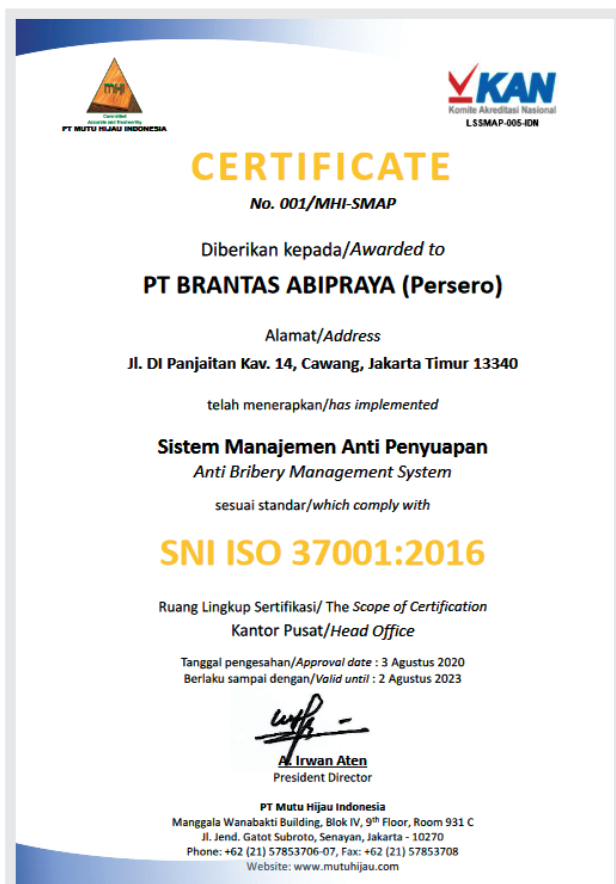 MHI
Committed
Accurate and Trustworthy
PT MUTU HIJAU INDONESIA
KAN
Komite Akreditasi Nasional
LSSMAP-005-IDN
CERTIFICATE
No. 001/MHI-SMAP
Diberikan kepada/Awarded to
PT BRANTAS ABIPRAYA (Persero)
Alamat/Address
Jl. DI Panjaitan Kav. 14, Cawang, Jakarta Timur 13340
telah menerapkan/has implemented
Sistem Manajemen Anti Penyuapan
Anti Bribery Management System
sesuai standar/which comply with
SNI ISO 37001:2016
Ruang Lingkup Sertifikasi/ The Scope of Certification
Kantor Pusat/Head Office
Tanggal pengesahan/Approval date : 3 Agustus 2020
Berlaku sampai dengan/Valid until : 2 Agustus 2023
A. Irwan Aten
President Director
PT Mutu Hijau Indonesia
Manggala Wanabakti Building, Blok IV, 9th Floor, Room 931 C
Jl. Jend. Gatot Subroto, Senayan, Jakarta - 10270
Phone: +62 (21) 57853706-07, Fax: +62 (21) 57853708
Website: www.mutuhijau.com